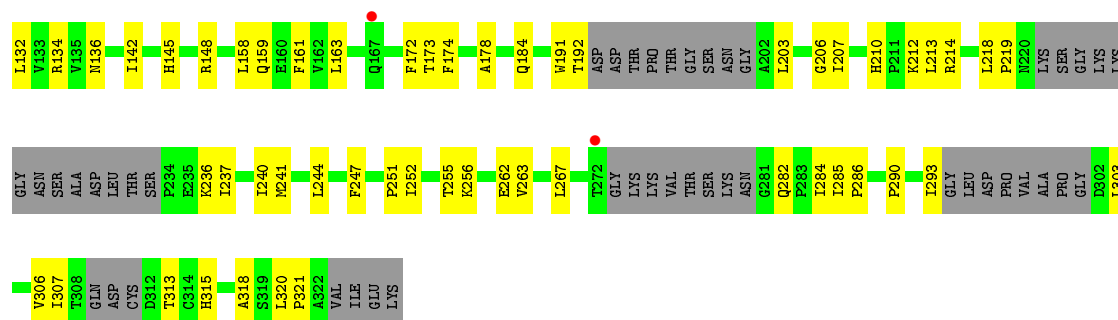 L132 V133 R134 V135 N136 I142 H145 R148 L158 Q159 E160 F161 V162 L163 Q167 F172 T173 F174 A178 Q184 W191 T192 ASP ASP THR PRO THR GLY SER ASN GLY A202 L203 G206 I207 H210 P211 K212 L213 R214 L218 P219 N220 LYS SER GLY LYS LYS
GLY ASN SER ALA ASP LEU THR SER P234 E235 K236 I237 I240 M241 L244 F247 P251 I252 T255 K256 E262 V263 L267 T272 GLY LYS LYS VAL THR SER LYS ASN G281 Q282 P283 I284 I285 P286 P290 I293 GLY LEU ASP PRO VAL ALA PRO GLY D302 L303
V306 I307 T308 GLN ASP CYS D312 T313 C314 H315 A318 S319 L320 P321 A322 VAL ILE GLU LYS